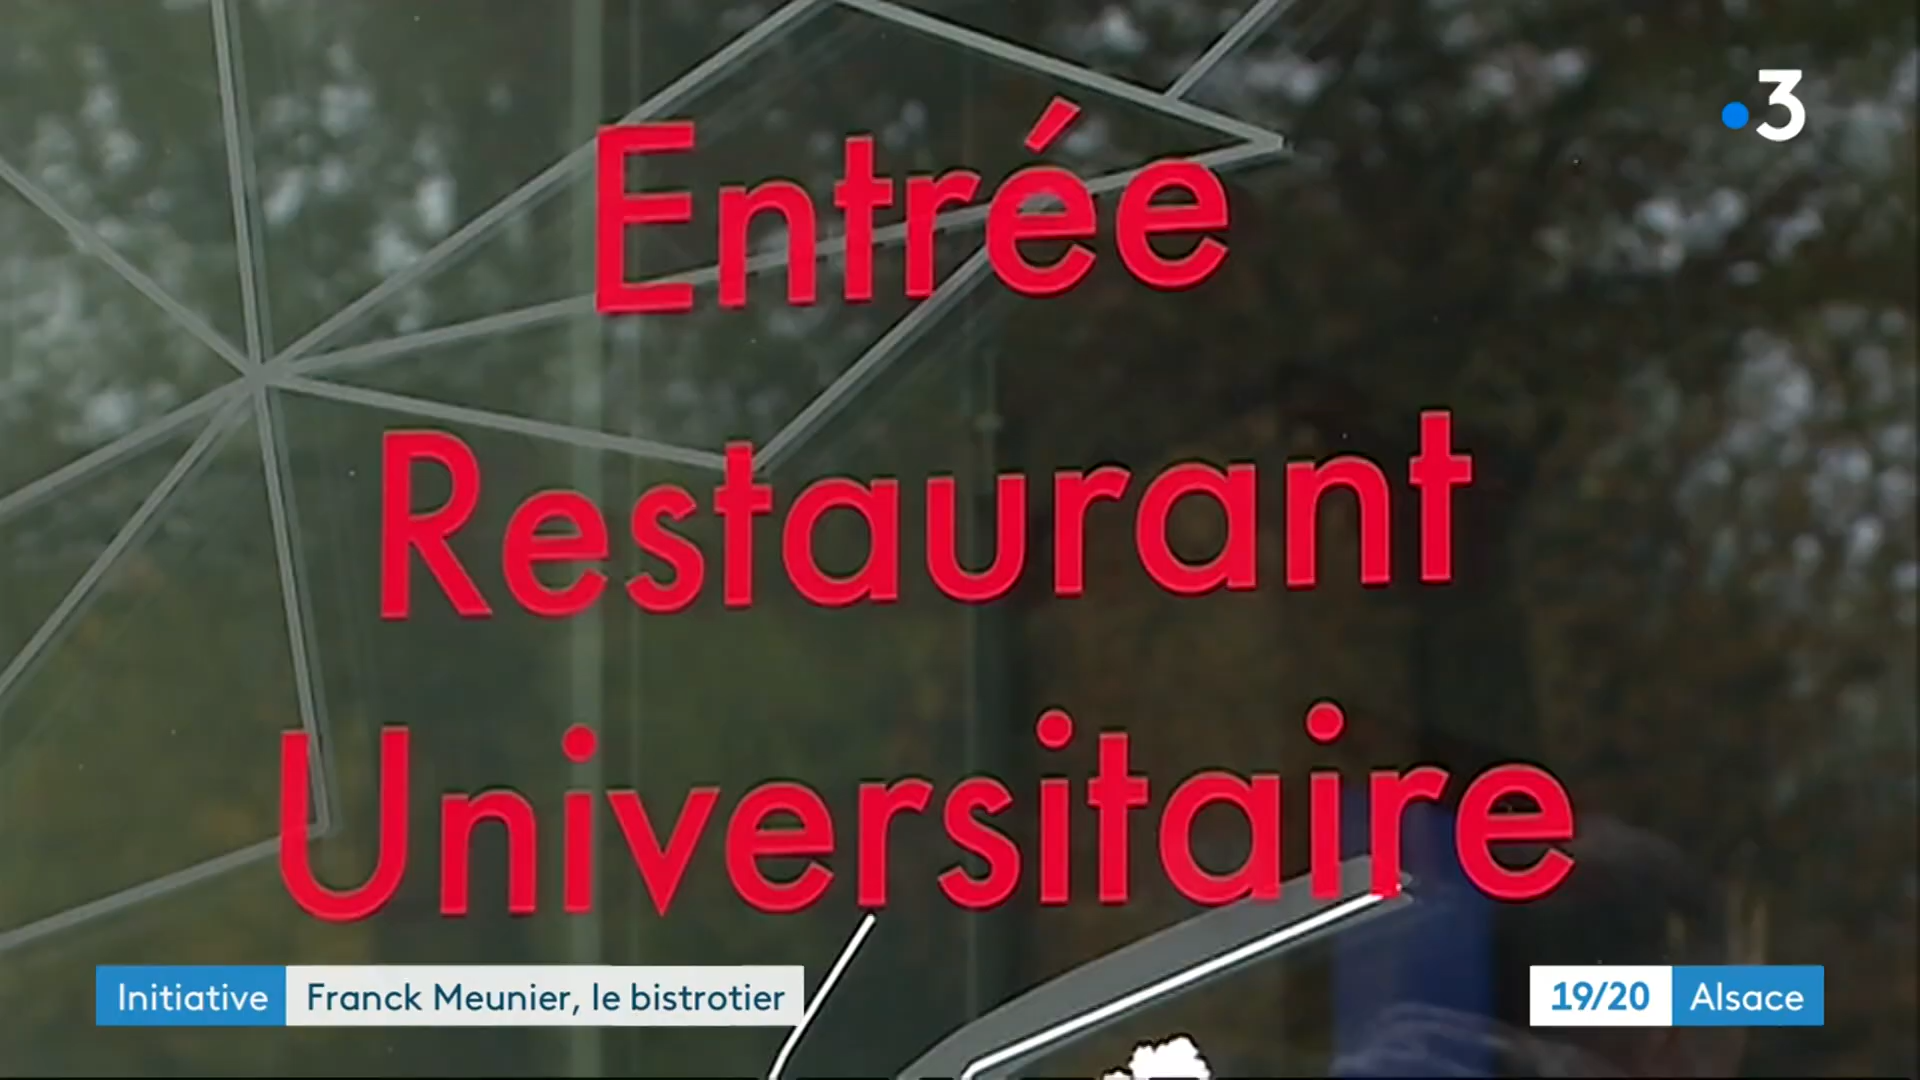 3
Entrée
Restaurant
Universitaire
Initiative Franck Meunier, le bistrotier
19/20 Alsace